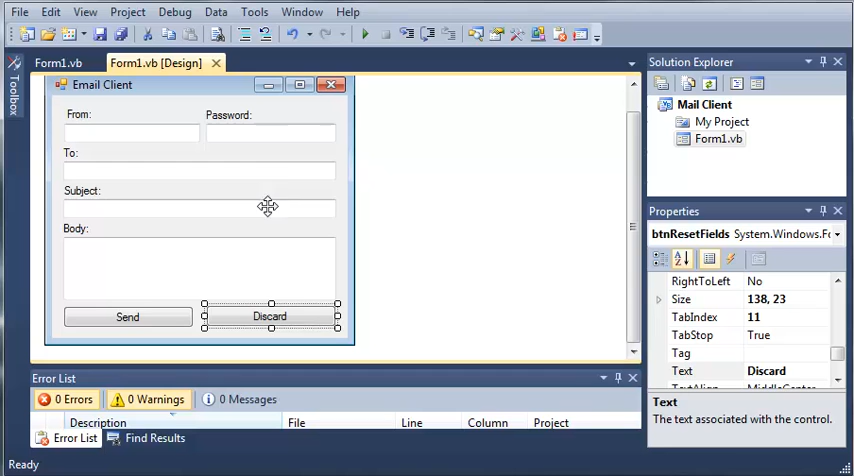 File Edit View Project Debug Data Tools Window Help
Form1.vb Form1.vb [Design]
Toolbox
Email Client
From: Password:
To:
Subject:
Body:
Send Discard
Solution Explorer
Mail Client
My Project
Form1.vb
Properties
btnResetFields System.Windows.Fo
RightToLeft No
Size 138, 23
TabIndex 11
TabStop True
Tag
Text Discard
TextAlign MiddleCenter
Text
The text associated with the control.
Error List
0 Errors 0 Warnings 0 Messages
Description File Line Column Project
Error List Find Results
Ready